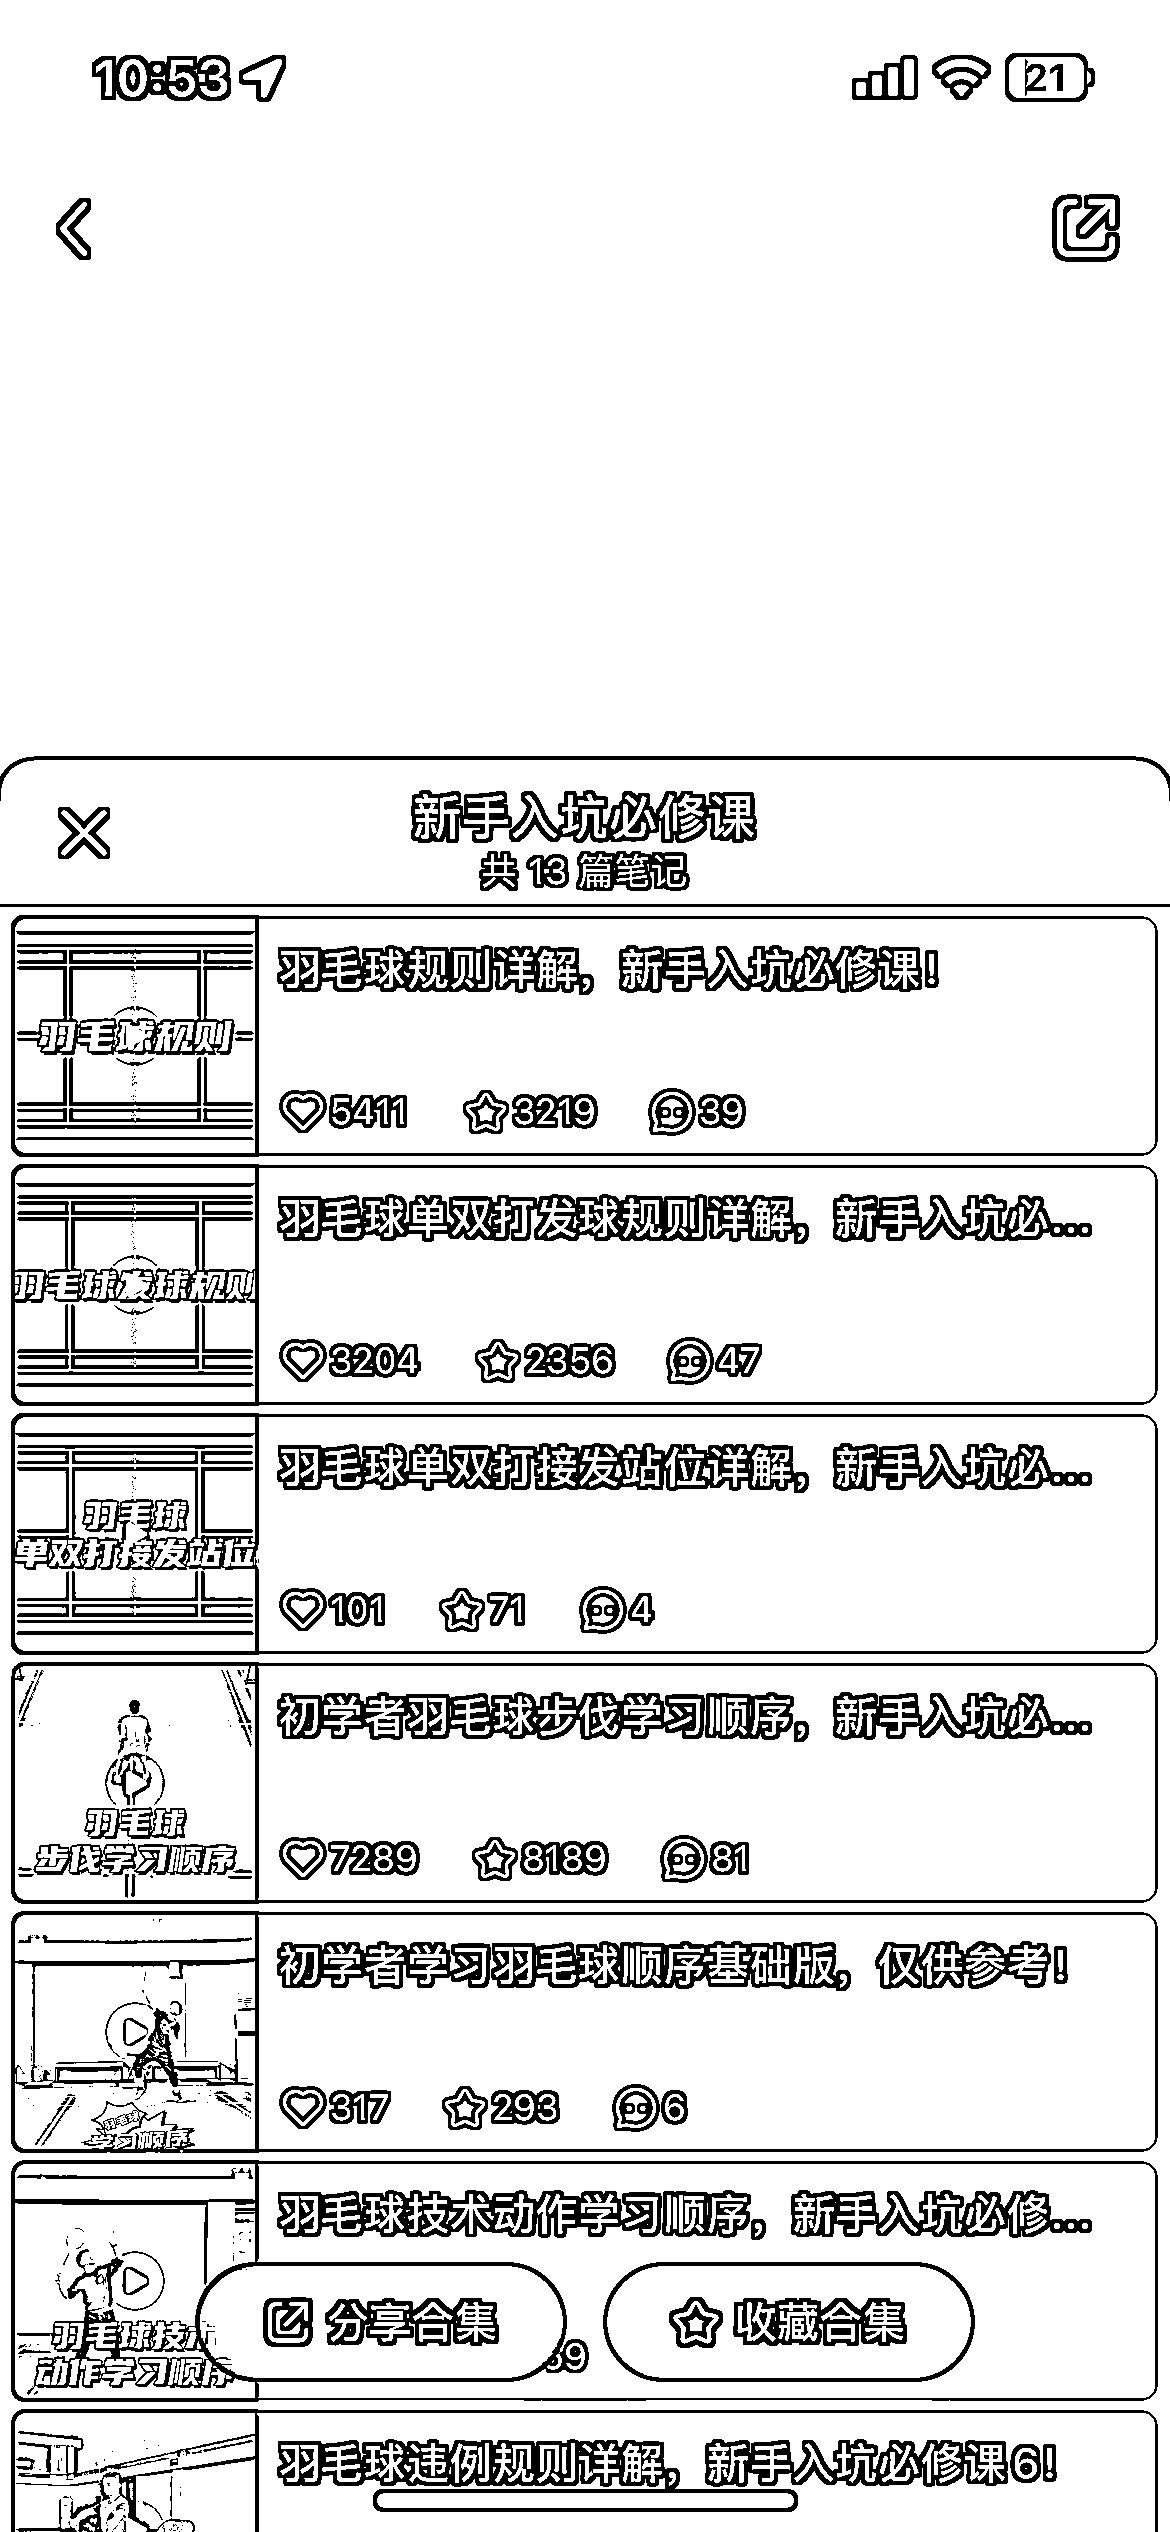 10:53
21
新手入坑必修课
共 13 篇笔记
羽毛球规则
羽毛球规则详解，新手入坑必修课！
5411 3219 39
羽毛球发球规则
羽毛球单双打发球规则详解，新手入坑必...
3204 2356 47
羽毛球
单双打接发站位
羽毛球单双打接发站位详解，新手入坑必...
101 71 4
羽毛球
步伐学习顺序
初学者羽毛球步伐学习顺序，新手入坑必...
7289 8189 81
羽毛球
学习顺序
初学者学习羽毛球顺序基础版，仅供参考！
317 293 6
羽毛球技术
动作学习顺序
羽毛球技术动作学习顺序，新手入坑必修...
分享合集
收藏合集
羽毛球违例规则详解，新手入坑必修课6！